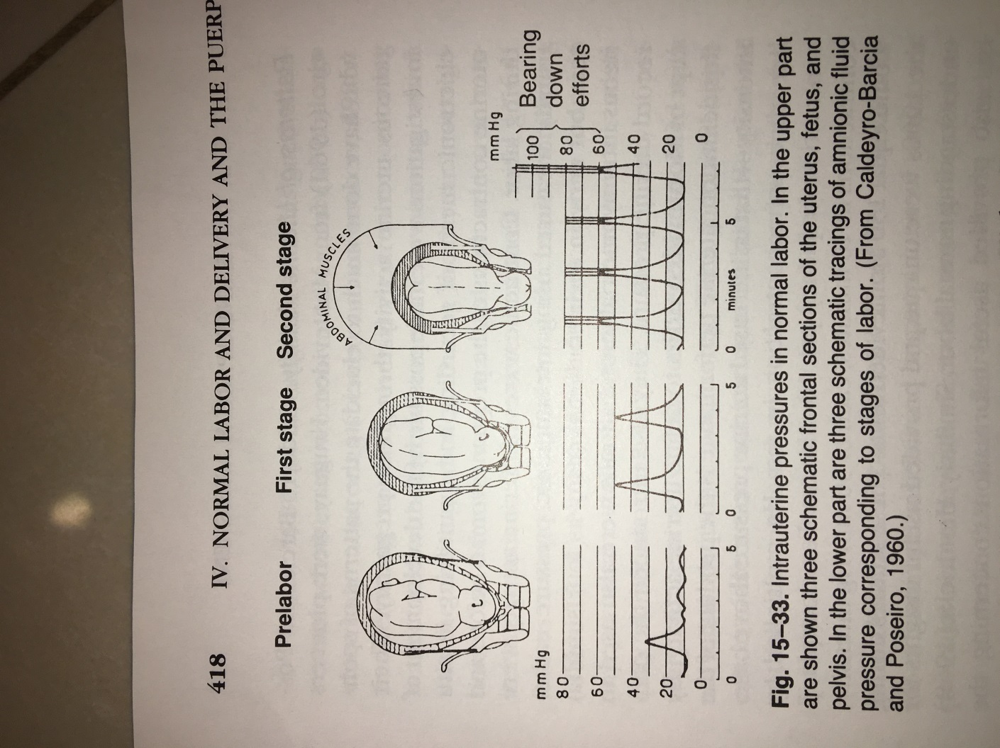 418 IV. NORMAL LABOR AND DELIVERY AND THE PUERP
Prelabor First stage Second stage
ABDOMINAL MUSCLES
mm Hg
mm Hg
100
80
60
40
20
0
Bearing
down
efforts
80
60
40
20
0
0 5 0 5 0 minutes 5
Fig. 15–33. Intrauterine pressures in normal labor. In the upper part
are shown three schematic frontal sections of the uterus, fetus, and
pelvis. In the lower part are three schematic tracings of amnionic fluid
pressure corresponding to stages of labor. (From Caldeyro-Barcia
and Poseiro, 1960.)